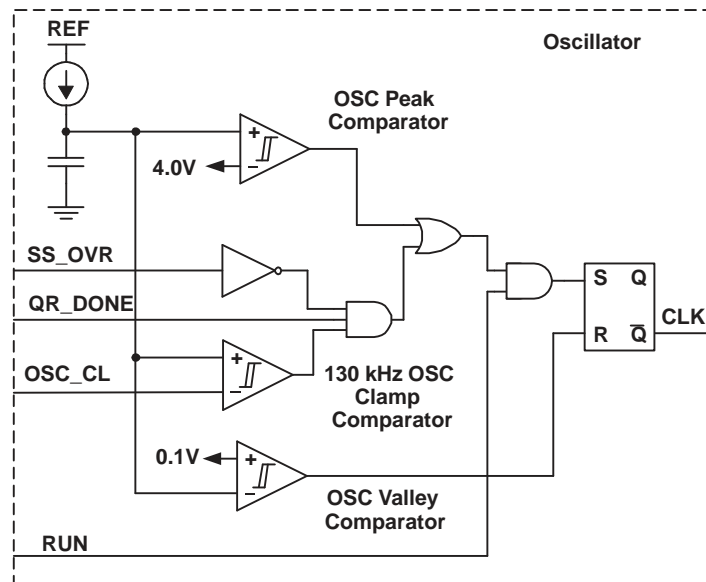 REF
Oscillator
OSC Peak
Comparator
+
4.0V
−
SS_OVR
QR_DONE
S Q
CLK
R Q̅
+
OSC_CL
−
130 kHz OSC
Clamp
Comparator
0.1V
+
−
OSC Valley
Comparator
RUN